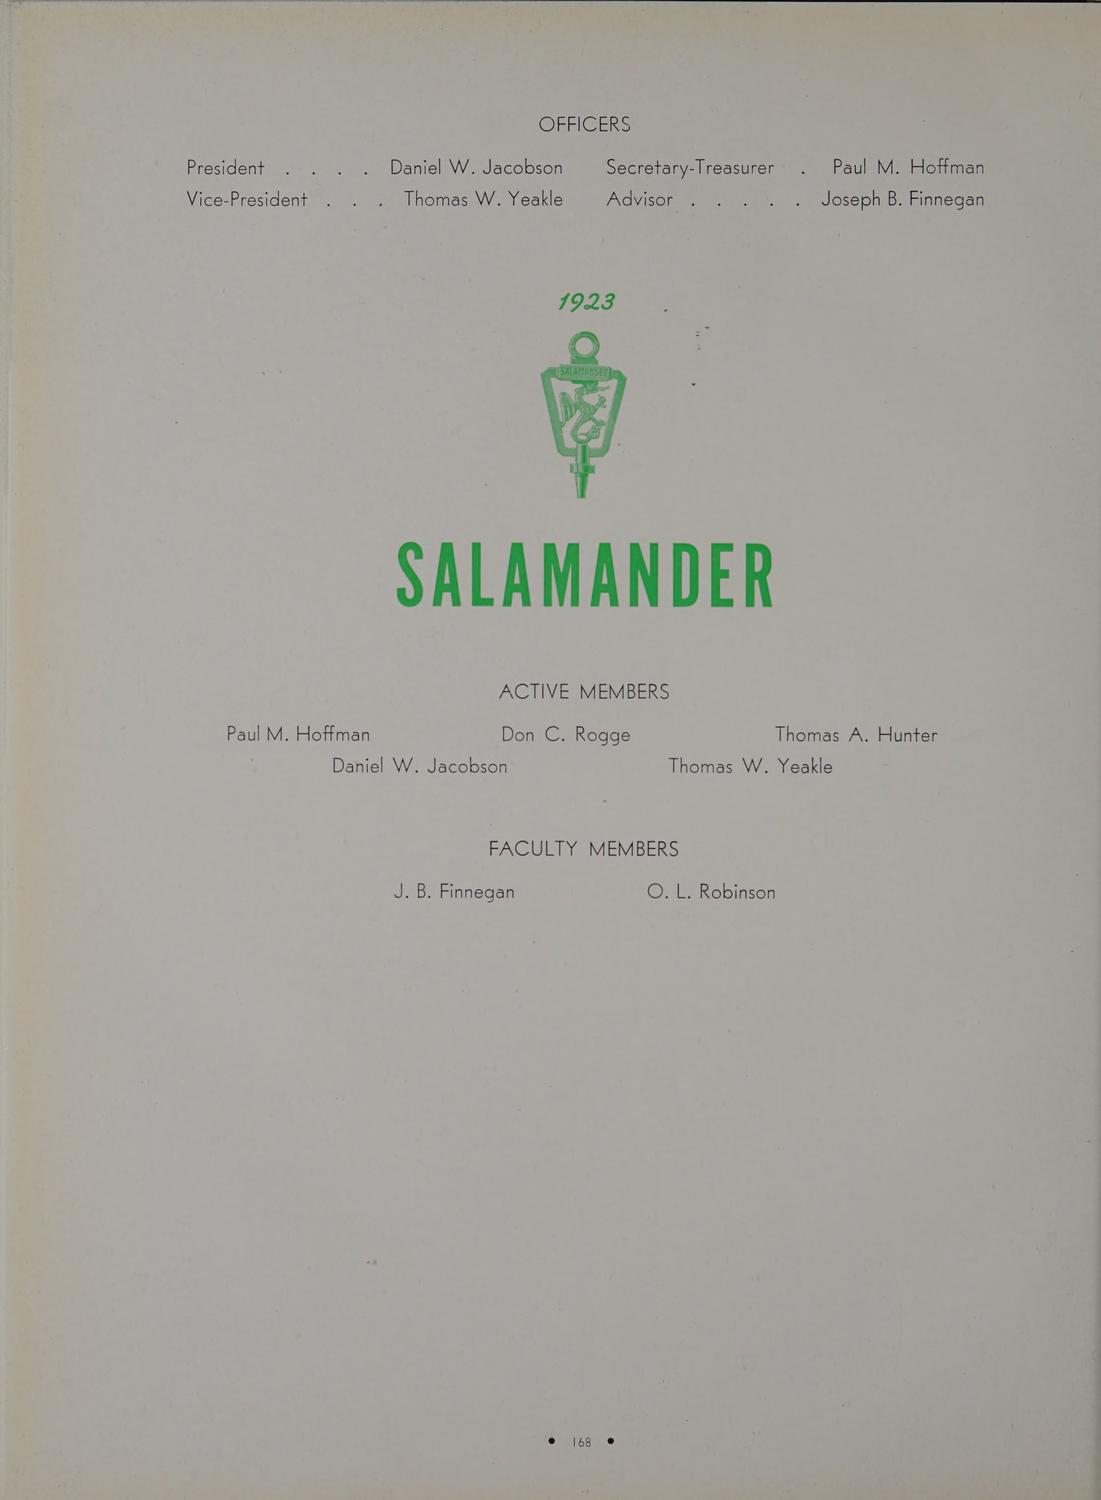 OFFICERS
President . . . . Daniel W. Jacobson Secretary-Treasurer . Paul M. Hoffman
Vice-President . . . Thomas W. Yeakle Advisor . . . . . Joseph B. Finnegan
1923
SALAMANDER
SALAMANDER
ACTIVE MEMBERS
Paul M. Hoffman Don C. Rogge Thomas A. Hunter
Daniel W. Jacobson Thomas W. Yeakle
FACULTY MEMBERS
J. B. Finnegan O. L. Robinson
• 168 •